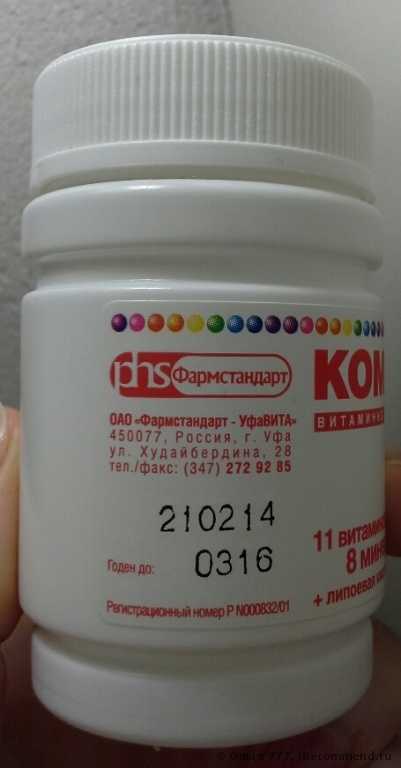 phs Фармстандарт
ОАО «Фармстандарт - УфаВИТА»
450077, Россия, г. Уфа
ул. Худайбердина, 28
тел./факс: (347) 272 92 85
210214
Годен до: 0316
Регистрационный номер Р N000832/01
КОМ
ВИТАМИН
11 витамин
8 мине
+ липоевая к